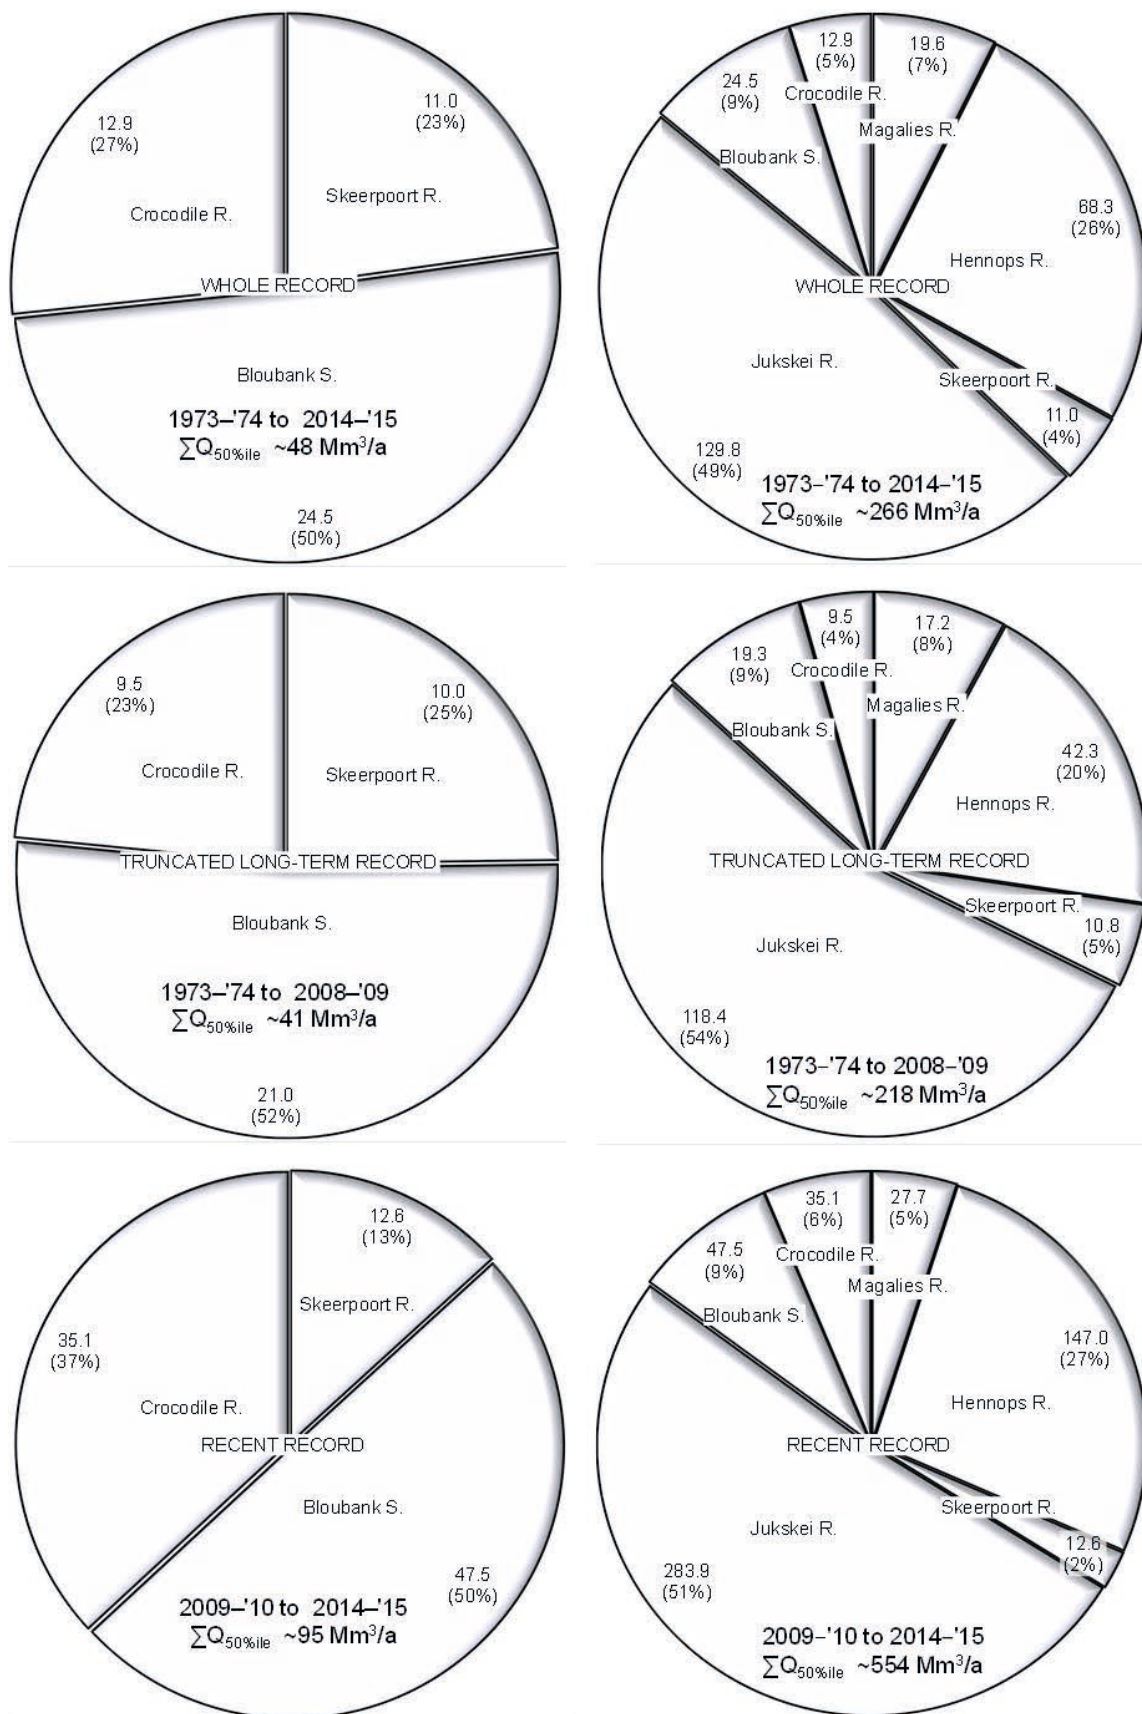 12.9
(27%)
11.0
(23%)
Crocodile R.
Skeerpoort R.
WHOLE RECORD
Bloubank S.
1973–'74 to 2014–'15
∑Q50%ile ~48 Mm³/a
24.5
(50%)
24.5
(9%)
12.9
(5%)
19.6
(7%)
Crocodile R.
Magalies R.
Bloubank S.
68.3
(26%)
Hennops R.
WHOLE RECORD
Jukskei R.
Skeerpoort R.
11.0
(4%)
129.8
(49%)
1973–'74 to 2014–'15
∑Q50%ile ~266 Mm³/a
9.5
(23%)
10.0
(25%)
Crocodile R.
Skeerpoort R.
TRUNCATED LONG-TERM RECORD
Bloubank S.
1973–'74 to 2008–'09
∑Q50%ile ~41 Mm³/a
21.0
(52%)
19.3
(9%)
9.5
(4%)
17.2
(8%)
Crocodile R.
Magalies R.
Bloubank S.
42.3
(20%)
Hennops R.
TRUNCATED LONG-TERM RECORD
Skeerpoort R.
10.8
(5%)
Jukskei R.
118.4
(54%)
1973–'74 to 2008–'09
∑Q50%ile ~218 Mm³/a
12.6
(13%)
Skeerpoort R.
35.1
(37%)
Crocodile R.
RECENT RECORD
Bloubank S.
47.5
(50%)
2009–'10 to 2014–'15
∑Q50%ile ~95 Mm³/a
47.5
(9%)
35.1
(6%)
27.7
(5%)
Crocodile R.
Magalies R.
Bloubank S.
147.0
(27%)
Hennops R.
RECENT RECORD
Skeerpoort R.
12.6
(2%)
Jukskei R.
283.9
(51%)
2009–'10 to 2014–'15
∑Q50%ile ~554 Mm³/a